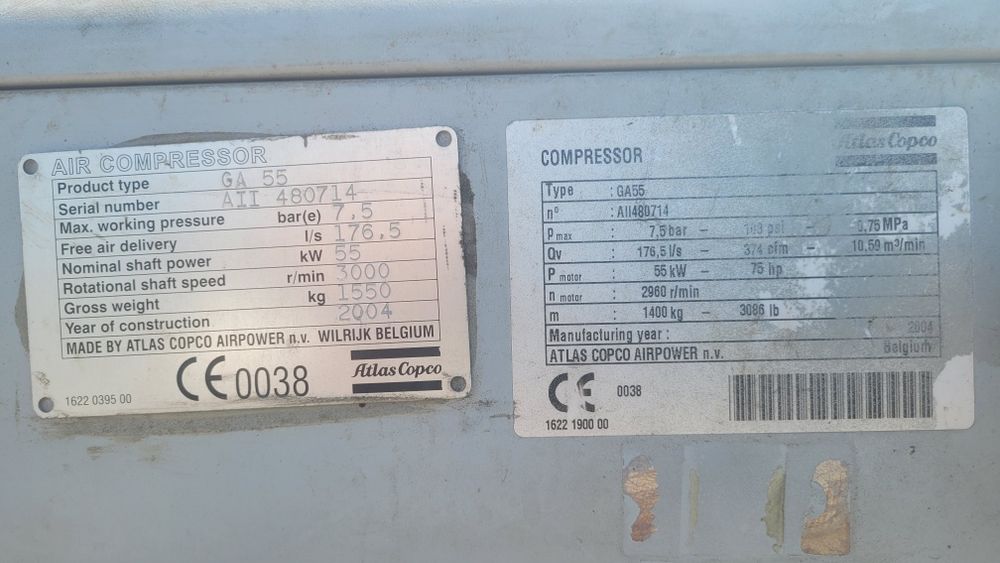 AIR COMPRESSOR
Product type GA 55
Serial number AII 480714
Max. working pressure bar(e) 7,5
Free air delivery l/s 176,5
Nominal shaft power kW 55
Rotational shaft speed r/min 3000
Gross weight kg 1550
Year of construction 2004
MADE BY ATLAS COPCO AIRPOWER n.v. WILRIJK BELGIUM
CE 0038
Atlas Copco
1622 0395 00
Atlas Copco
COMPRESSOR
Type : GA55
n° : AII480714
P max : 7,5 bar – psi – 0,75 MPa
Qv : 176,5 l/s – 374 cfm – 10,59 m³/min
P motor : 55 kW – 75 hp
n motor : 2960 r/min
m : 1400 kg – 3086 lb
Manufacturing year : 2004
ATLAS COPCO AIRPOWER n.v. Belgium
CE 0038
1622 1900 00